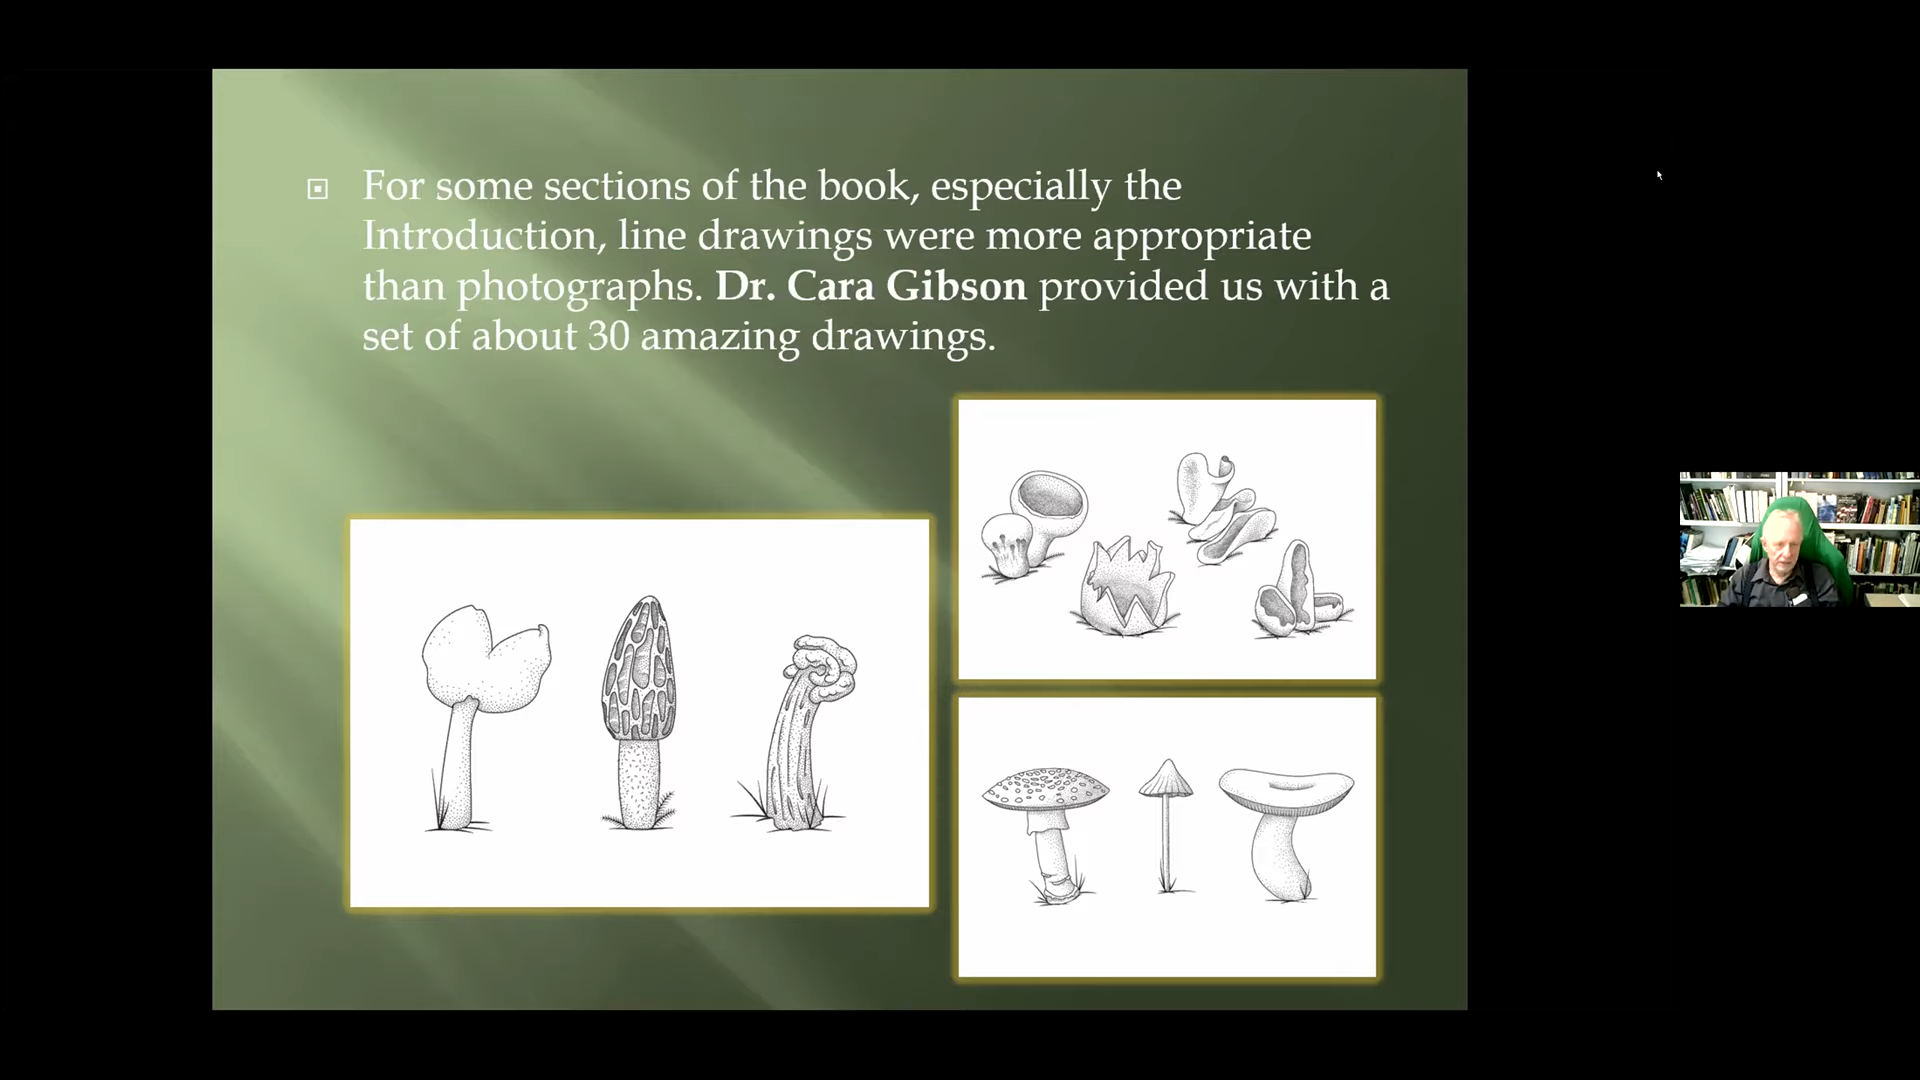 For some sections of the book, especially the
Introduction, line drawings were more appropriate
than photographs. Dr. Cara Gibson provided us with a
set of about 30 amazing drawings.